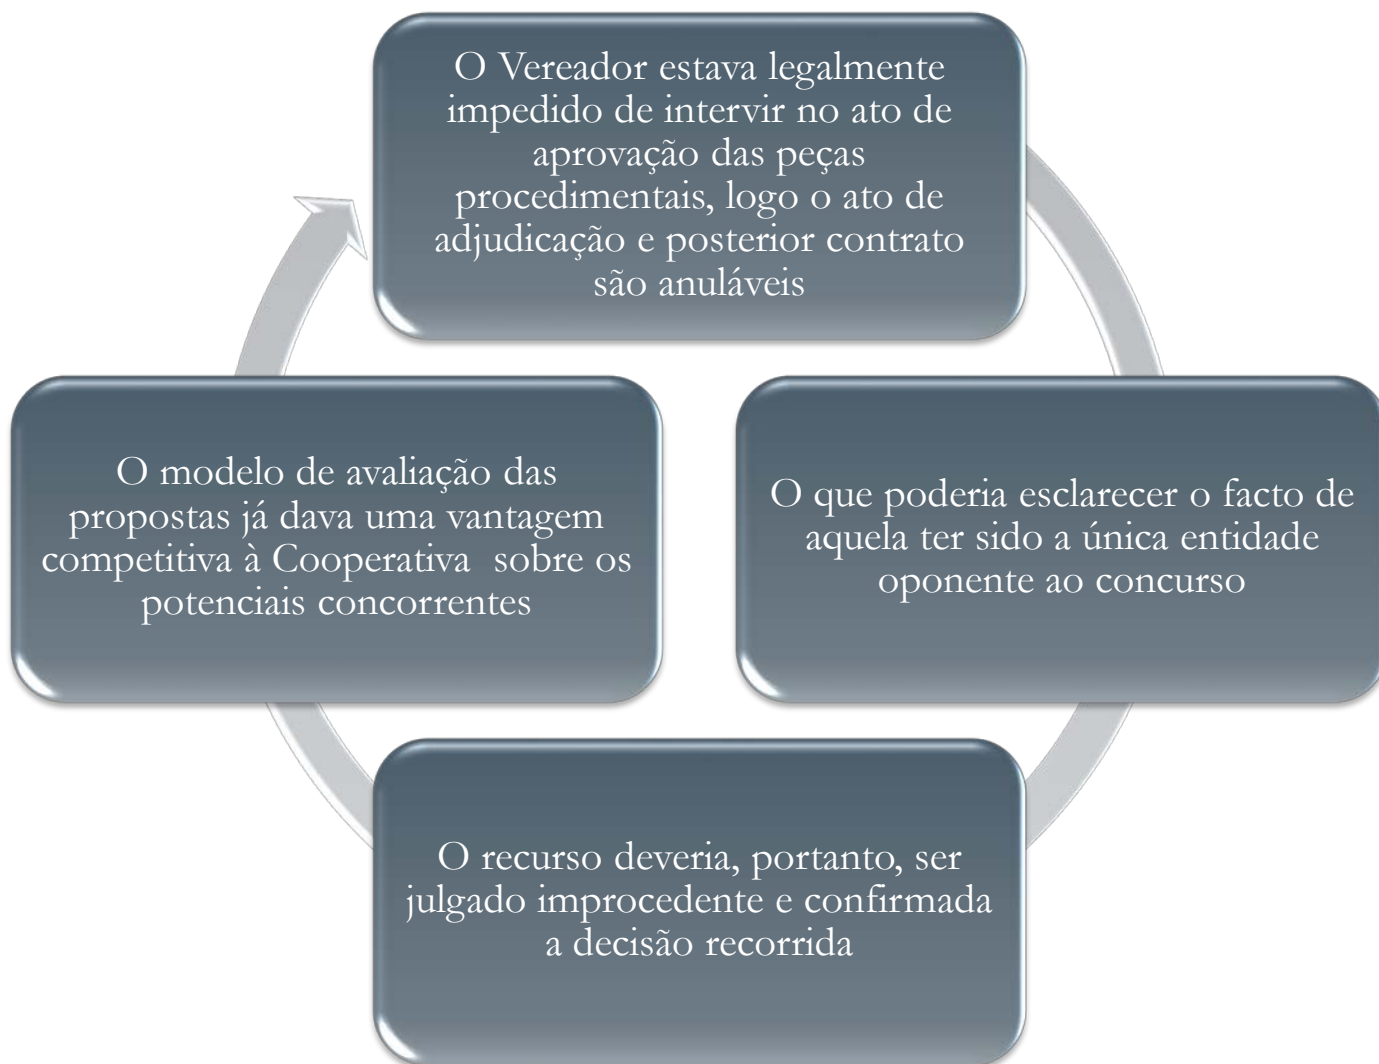 O Vereador estava legalmente
impedido de intervir no ato de
aprovação das peças
procedimentais, logo o ato de
adjudicação e posterior contrato
são anuláveis
O modelo de avaliação das
propostas já dava uma vantagem
competitiva à Cooperativa  sobre os
potenciais concorrentes
O que poderia esclarecer o facto de
aquela ter sido a única entidade
oponente ao concurso
O recurso deveria, portanto, ser
julgado improcedente e confirmada
a decisão recorrida